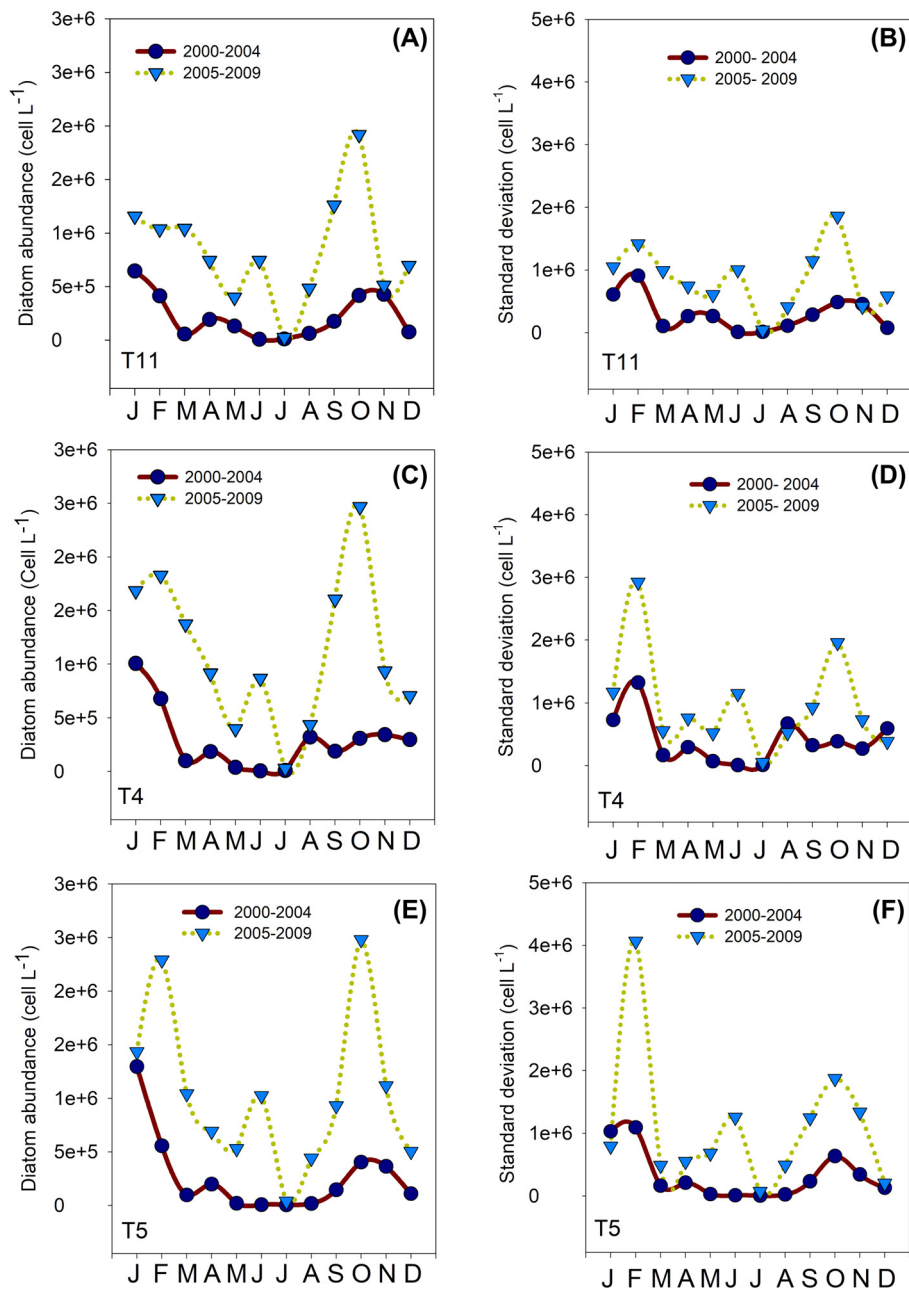 (A)
2000-2004
2005-2009
3e+6
3e+6
2e+6
2e+6
1e+6
5e+5
0
Diatom abundance (cell L⁻¹)
T11
J F M A M J J A S O N D
(B)
2000- 2004
2005- 2009
5e+6
4e+6
3e+6
2e+6
1e+6
0
Standard deviation (cell L⁻¹)
T11
J F M A M J J A S O N D
(C)
2000-2004
2005-2009
3e+6
3e+6
2e+6
2e+6
1e+6
5e+5
0
Diatom abundance (Cell L⁻¹)
T4
J F M A M J J A S O N D
(D)
2000- 2004
2005- 2009
5e+6
4e+6
3e+6
2e+6
1e+6
0
Standard deviation (cell L⁻¹)
T4
J F M A M J J A S O N D
(E)
2000-2004
2005-2009
3e+6
3e+6
2e+6
2e+6
1e+6
5e+5
0
Diatom abundance (cell L⁻¹)
T5
J F M A M J J A S O N D
(F)
2000-2004
2005-2009
5e+6
4e+6
3e+6
2e+6
1e+6
0
Standard deviation (cell L⁻¹)
T5
J F M A M J J A S O N D